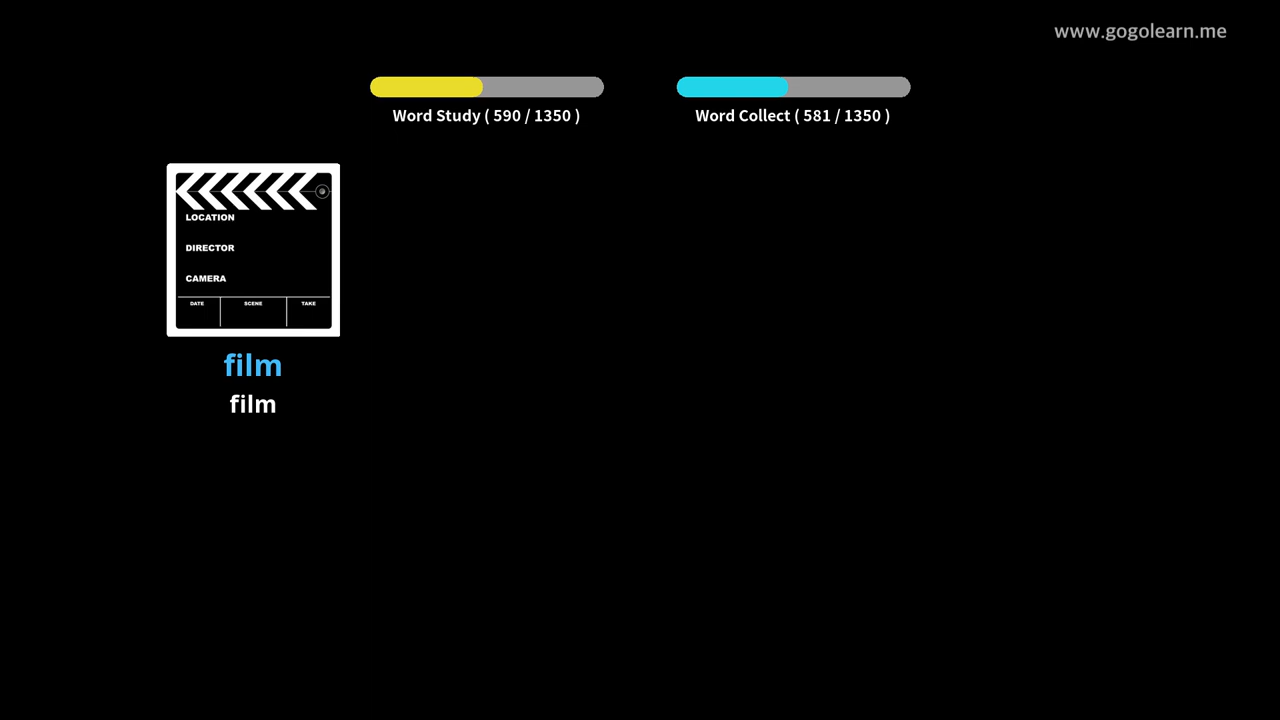 www.gogolearn.me
Word Study ( 590 / 1350 )
Word Collect ( 581 / 1350 )
LOCATION
DIRECTOR
CAMERA
DATE SCENE TAKE
film
film